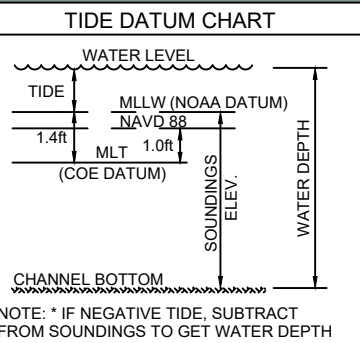 TIDE DATUM CHART
WATER LEVEL
TIDE
MLLW (NOAA DATUM)
NAVD 88
1.4ft
MLT
1.0ft
(COE DATUM)
SOUNDINGS
ELEV.
WATER DEPTH
CHANNEL BOTTOM
NOTE: * IF NEGATIVE TIDE, SUBTRACT
FROM SOUNDINGS TO GET WATER DEPTH